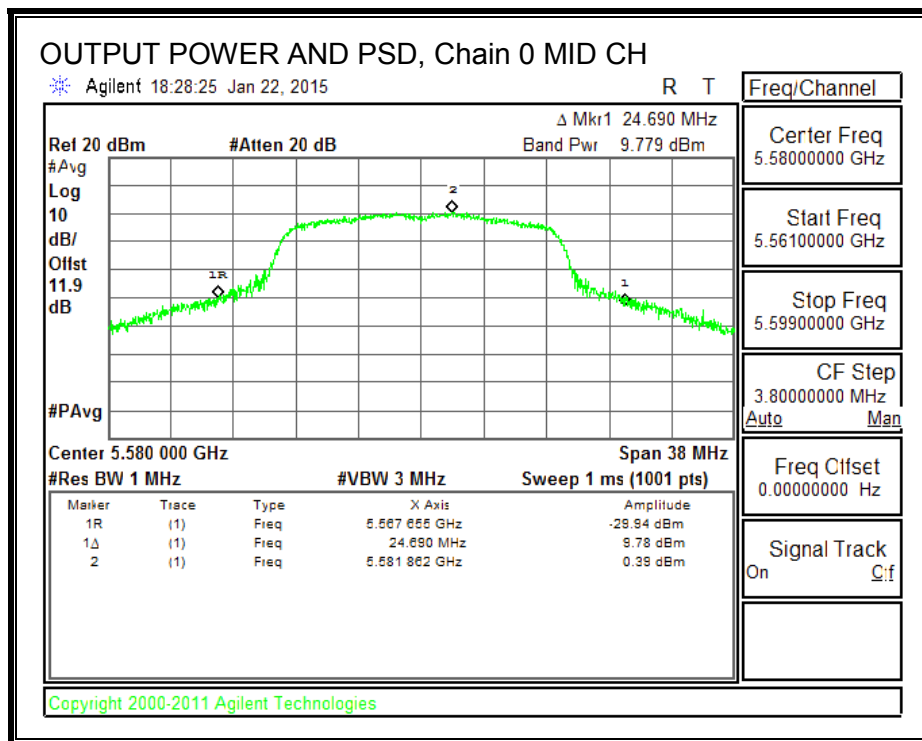 OUTPUT POWER AND PSD, Chain 0 MID CH
Agilent 18:28:25 Jan 22, 2015 R T
Δ Mkr1 24.690 MHz
Ref 20 dBm #Atten 20 dB Band Pwr 9.779 dBm
#Avg
Log
10
dB/
Offst
11.9
dB
#PAvg
1R
2
1
Center 5.580 000 GHz Span 38 MHz
#Res BW 1 MHz #VBW 3 MHz Sweep 1 ms (1001 pts)
Marker Trace Type X Axis Amplitude
1R (1) Freq 5.567 655 GHz -29.94 dBm
1Δ (1) Freq 24.690 MHz 9.78 dBm
2 (1) Freq 5.581 862 GHz 0.39 dBm
Copyright 2000-2011 Agilent Technologies
Freq/Channel
Center Freq
5.58000000 GHz
Start Freq
5.56100000 GHz
Stop Freq
5.59900000 GHz
CF Step
3.80000000 MHz
Auto Man
Freq Offset
0.00000000 Hz
Signal Track
On Off